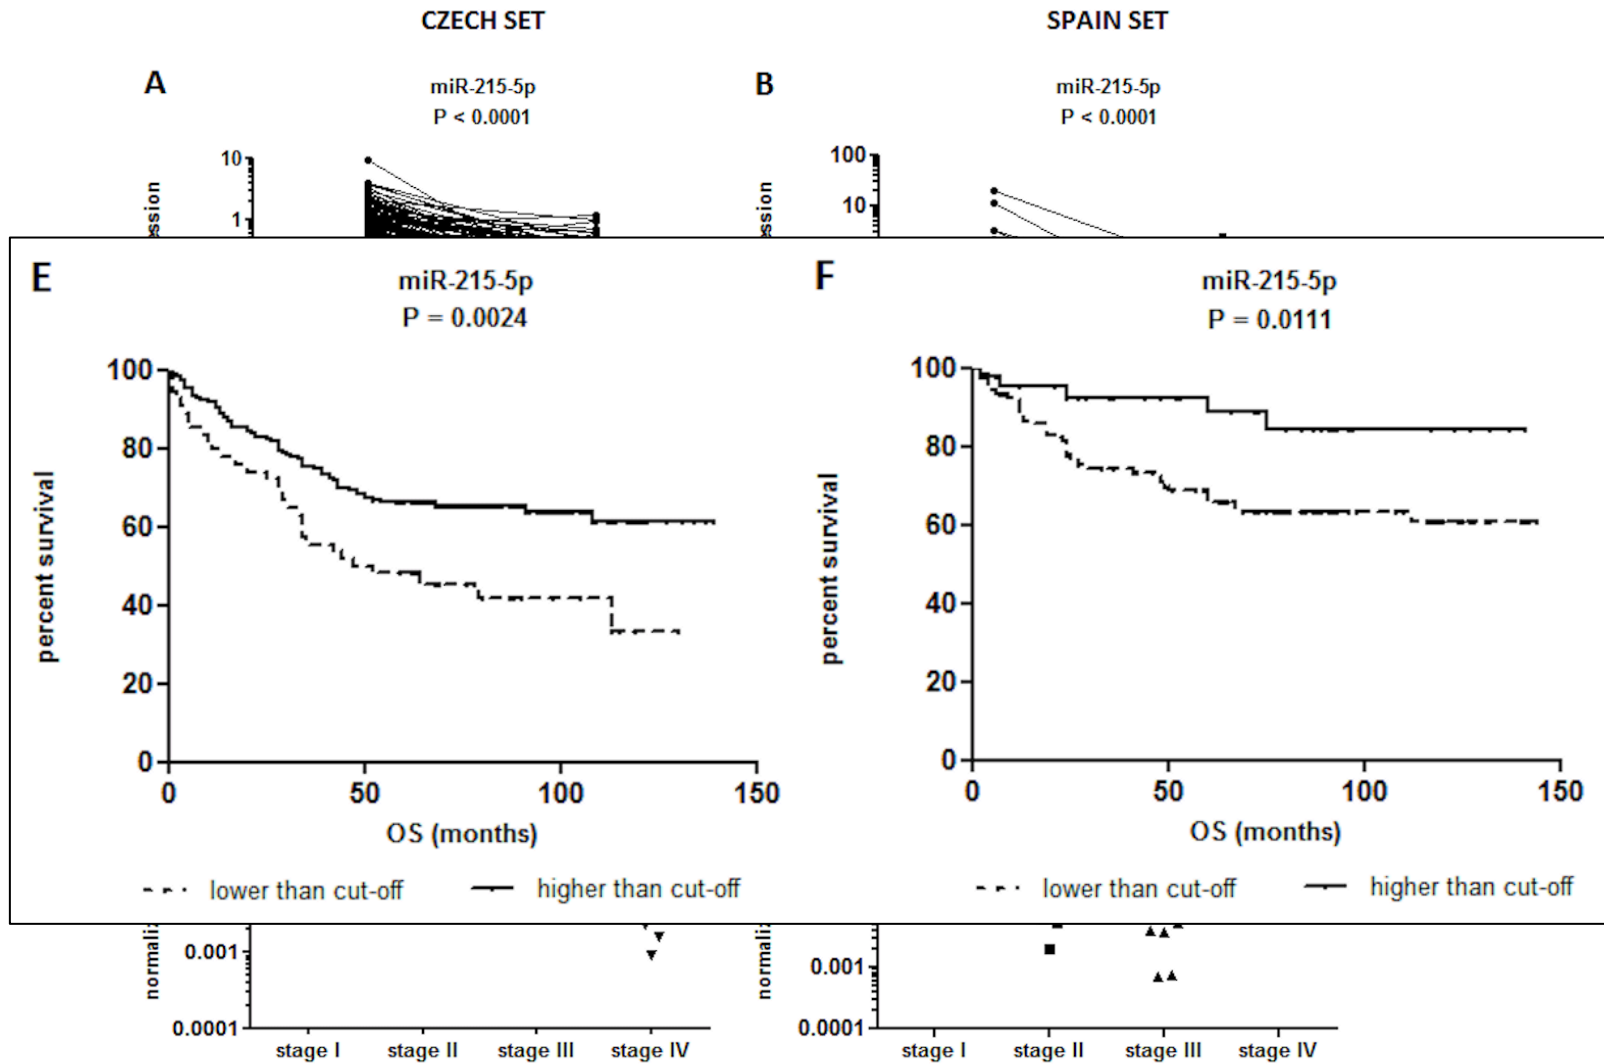 CZECH SET
SPAIN SET
A
miR-215-5p
P < 0.0001
B
miR-215-5p
P < 0.0001
10
1
100
10
E
miR-215-5p
P = 0.0024
F
miR-215-5p
P = 0.0111
percent survival
100
80
60
40
20
0
0 50 100 150
OS (months)
lower than cut-off higher than cut-off
percent survival
100
80
60
40
20
0
0 50 100 150
OS (months)
lower than cut-off higher than cut-off
0.001
0.0001
stage I stage II stage III stage IV
0.001
0.0001
stage I stage II stage III stage IV